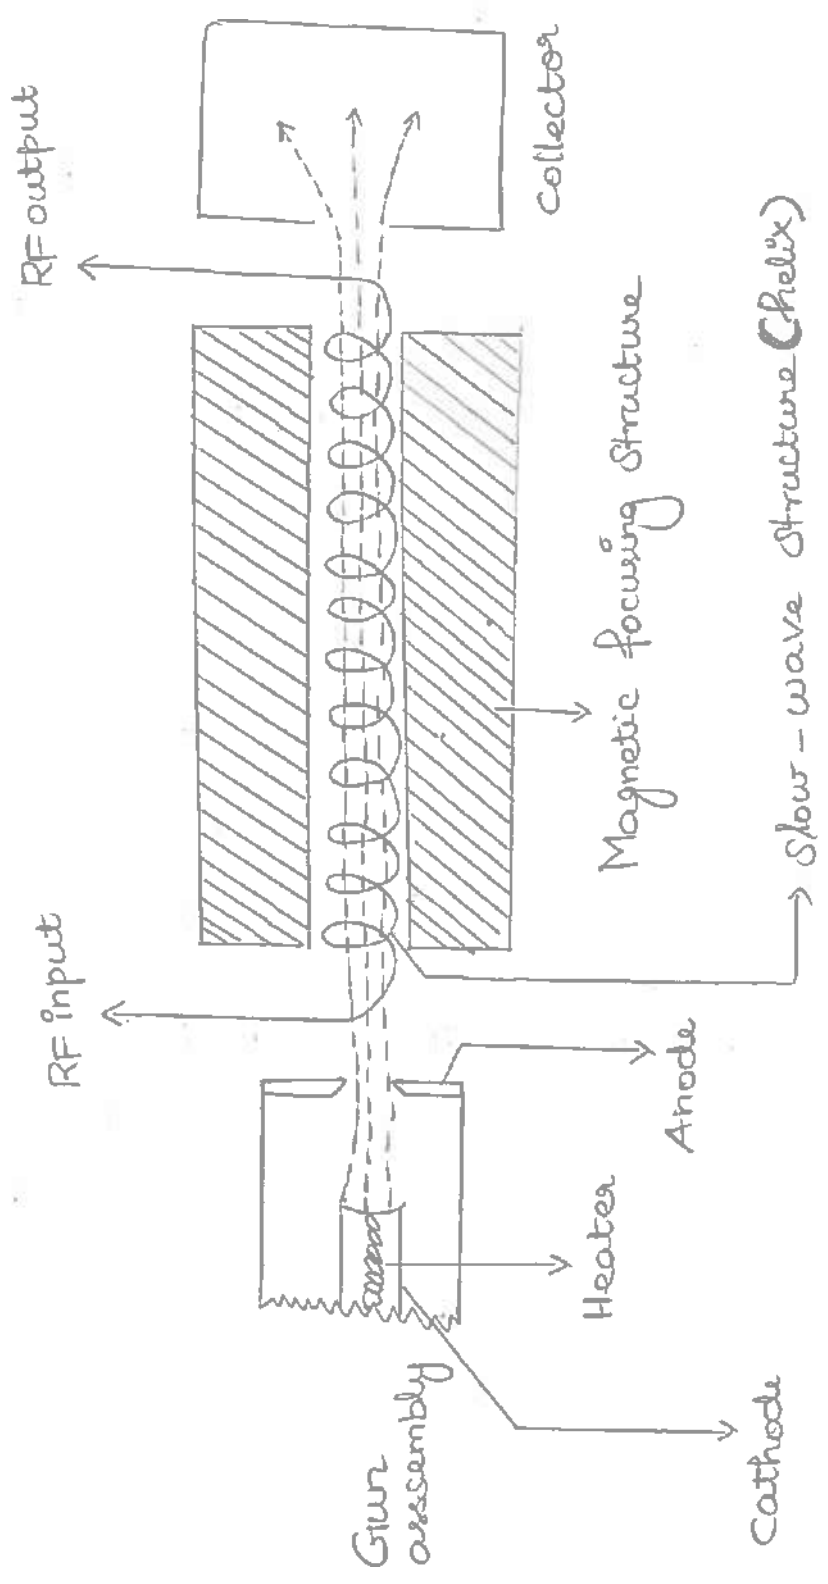 RF input
RF output
Gun
assembly
Cathode
Heater
Anode
Magnetic focusing structure
Collector
Slow-wave structure (helix)